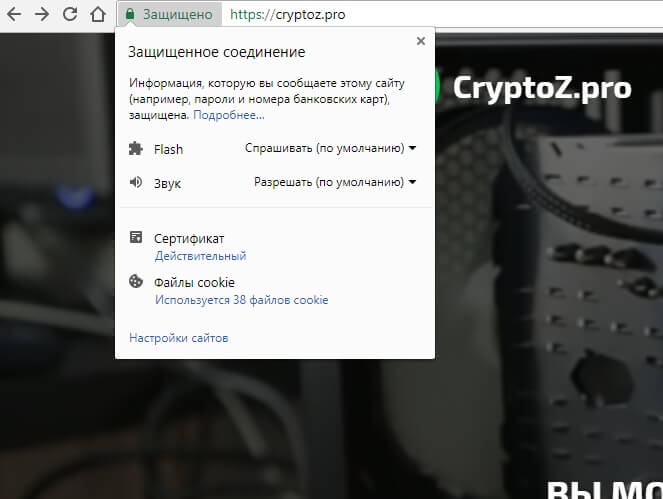 Защищено
https://cryptoz.pro
Защищенное соединение
Информация, которую вы сообщаете этому сайту
(например, пароли и номера банковских карт),
защищена. Подробнее...
Flash Спрашивать (по умолчанию)
Звук Разрешать (по умолчанию)
Сертификат
Действительный
Файлы cookie
Используется 38 файлов cookie
Настройки сайтов
CryptoZ.pro
ВЫ МО